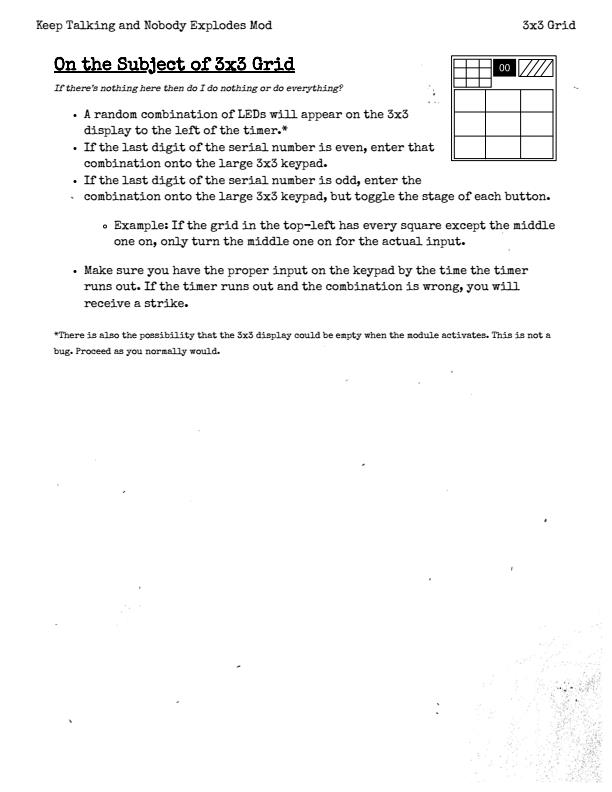 Keep Talking and Nobody Explodes Mod 3x3 Grid
On the Subject of 3x3 Grid
If there's nothing here then do I do nothing or do everything?
00
• A random combination of LEDs will appear on the 3x3
display to the left of the timer.*
• If the last digit of the serial number is even, enter that
combination onto the large 3x3 keypad.
• If the last digit of the serial number is odd, enter the
combination onto the large 3x3 keypad, but toggle the stage of each button.
Example: If the grid in the top-left has every square except the middle
one on, only turn the middle one on for the actual input.
• Make sure you have the proper input on the keypad by the time the timer
runs out. If the timer runs out and the combination is wrong, you will
receive a strike.
*There is also the possibility that the 3x3 display could be empty when the module activates. This is not a
bug. Proceed as you normally would.